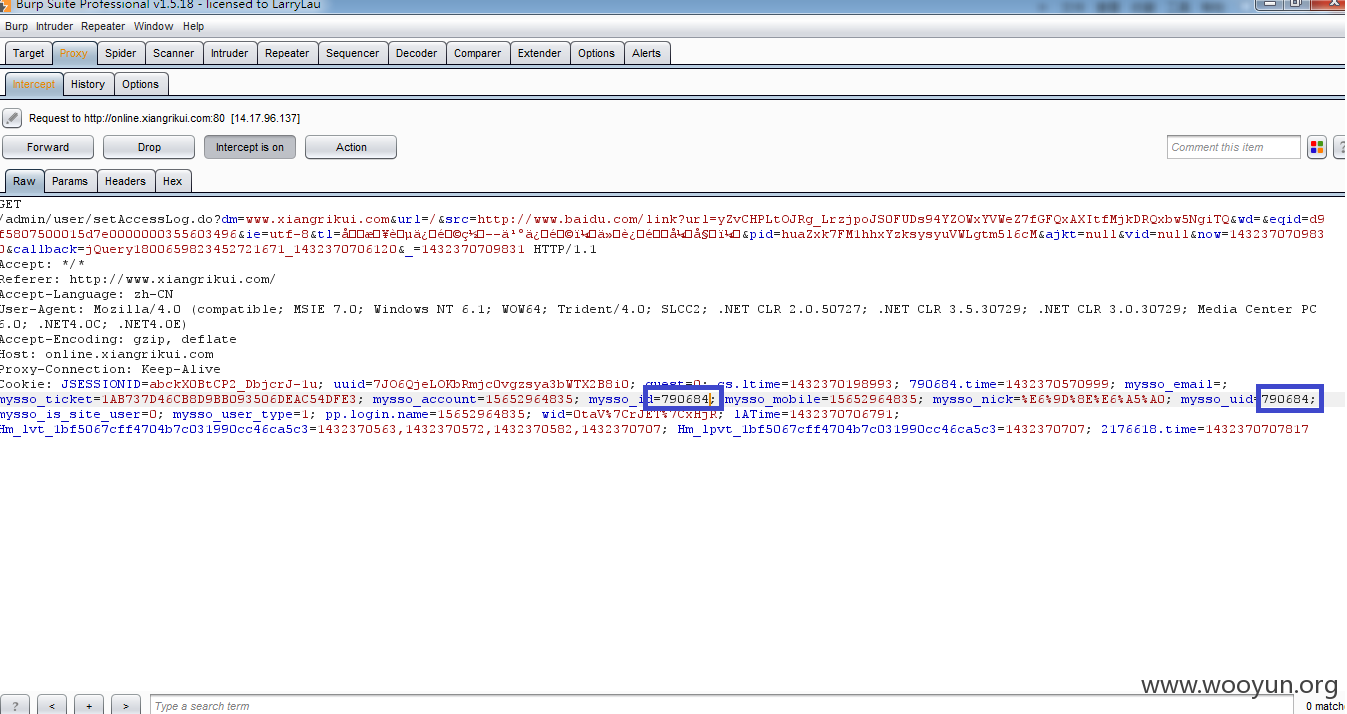 Burp Suite Professional v1.5.18 - licensed to LarryLau
Burp Intruder Repeater Window Help
Target Proxy Spider Scanner Intruder Repeater Sequencer Decoder Comparer Extender Options Alerts
Intercept History Options
Request to http://online.xiangrikui.com:80 [14.17.96.137]
Forward Drop Intercept is on Action Comment this item ?
Raw Params Headers Hex
GET
/admin/user/setAccessLog.do?dm=www.xiangrikui.com&url=/&src=http://www.baidu.com/link?url=yZvCHPLtOJRg_LrzjpoJS0FUDs94YZOWxYVWeZ7fGFQxAXItfMjkDRQxbw5NgiTQ&wd=&eqid=d9
f5807500015d7e0000000355603496&ie=utf-8&tl=
&pid=huaZxk7FM1hhxYzksysyuVWLgtm516cM&ajkt=null&vid=null&now=143237070983
0&callback=jQuery1800659823452721671_1432370706120&_=1432370709831 HTTP/1.1
Accept: */*
Referer: http://www.xiangrikui.com/
Accept-Language: zh-CN
User-Agent: Mozilla/4.0 (compatible; MSIE 7.0; Windows NT 6.1; WOW64; Trident/4.0; SLCC2; .NET CLR 2.0.50727; .NET CLR 3.5.30729; .NET CLR 3.0.30729; Media Center PC
6.0; .NET4.0C; .NET4.0E)
Accept-Encoding: gzip, deflate
Host: online.xiangrikui.com
Proxy-Connection: Keep-Alive
Cookie: JSESSIONID=abckX0BtCP2_DbjcrJ-1u; uuid=7JO6QjeLOKbRmjc0vgzsya3bWTX2B8i0; guest=0; cs.ltime=1432370198993; 790684.time=1432370570999; mysso_email=;
mysso_ticket=1AB737D46CB8D9BB093506DEAC54DFE3; mysso_account=15652964835; mysso_id=790684; mysso_mobile=15652964835; mysso_nick=%E6%9D%8E%E6%A5%A0; mysso_uid=790684;
mysso_is_site_user=0; mysso_user_type=1; pp.login.name=15652964835; wid=0taV%7CrJET%7CxHjR; lATime=1432370706791;
Hm_lvt_1bf5067cff4704b7c031990cc46ca5c3=1432370563,1432370572,1432370582,1432370707; Hm_lpvt_1bf5067cff4704b7c031990cc46ca5c3=1432370707; 2176618.time=1432370707817
www.wooyun.org
? < + > Type a search term 0 match